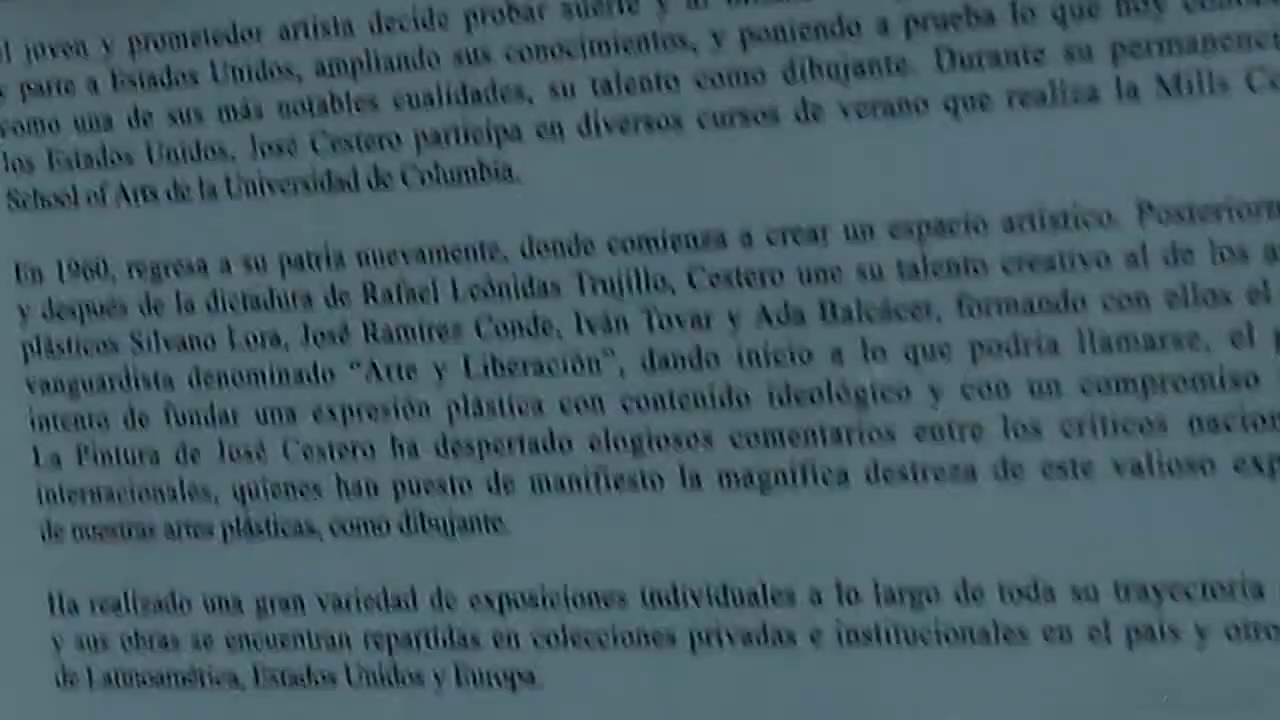 joven y prometedor artista decide probar suerte y al
y parte a Estados Unidos, ampliando sus conocimientos, y poniendo a prueba lo que hoy
como una de sus más notables cualidades, su talento como dibujante. Durante su permanenci
los Estados Unidos, José Cestero participa en diversos cursos de verano que realiza la Mills Co
School of Arts de la Universidad de Columbia.
En 1960, regresa a su patria nuevamente, donde comienza a crear un espacio artístico. Posteriorm
y después de la dictadura de Rafael Leónidas Trujillo, Cestero une su talento creativo al de los a
plásticos Silvano Lora, José Ramírez Conde, Iván Tovar y Ada Balcácer, formando con ellos el
vanguardista denominado “Arte y Liberación”, dando inicio a lo que podría llamarse, el
intento de fundar una expresión plástica con contenido ideológico y con un compromiso
La Pintura de José Cestero ha despertado elogiosos comentarios entre los críticos nacion
internacionales, quienes han puesto de manifiesto la magnífica destreza de este valioso exp
de nuestras artes plásticas, como dibujante.
Ha realizado una gran variedad de exposiciones individuales a lo largo de toda su trayectoria
y sus obras se encuentran repartidas en colecciones privadas e institucionales en el país y otro
de Latinoamérica, Estados Unidos y Europa.